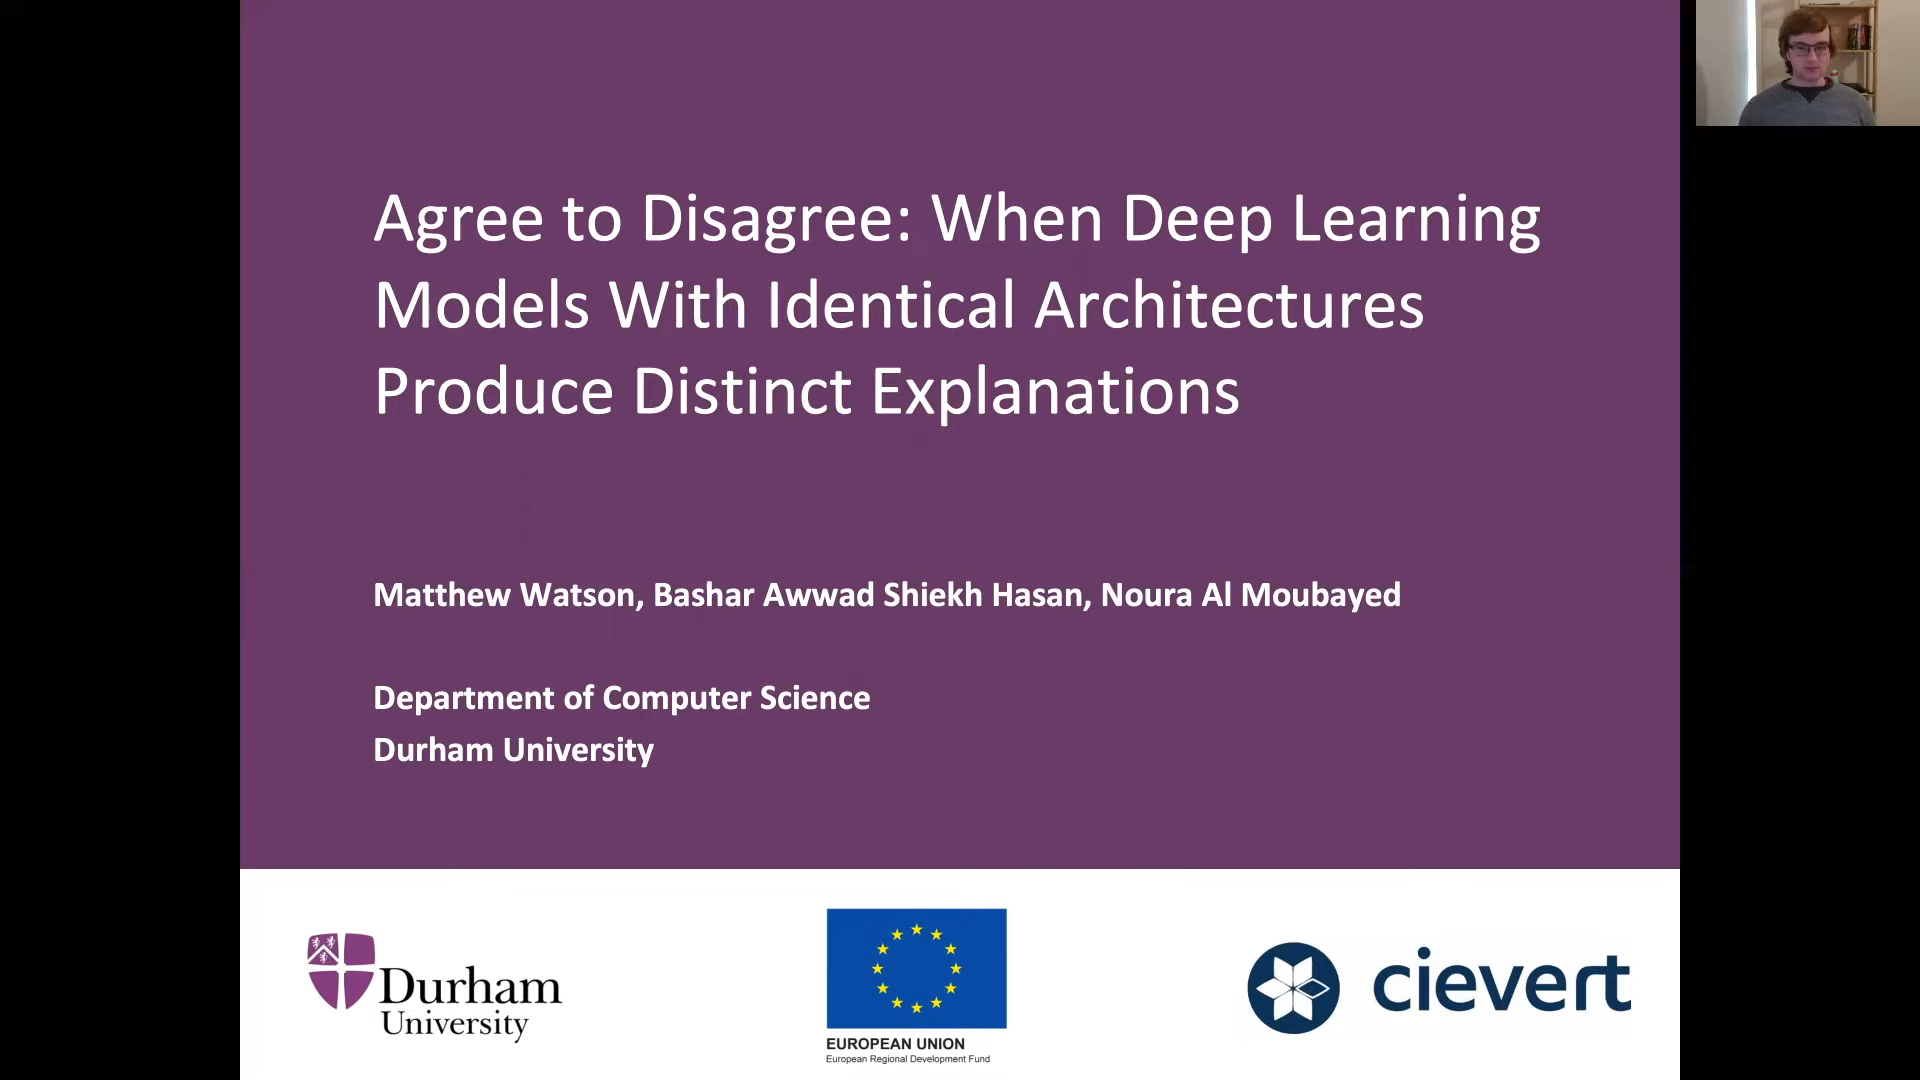 Agree to Disagree: When Deep Learning
Models With Identical Architectures
Produce Distinct Explanations
Matthew Watson, Bashar Awwad Shiekh Hasan, Noura Al Moubayed
Department of Computer Science
Durham University
Durham
University
EUROPEAN UNION
European Regional Development Fund
cievert